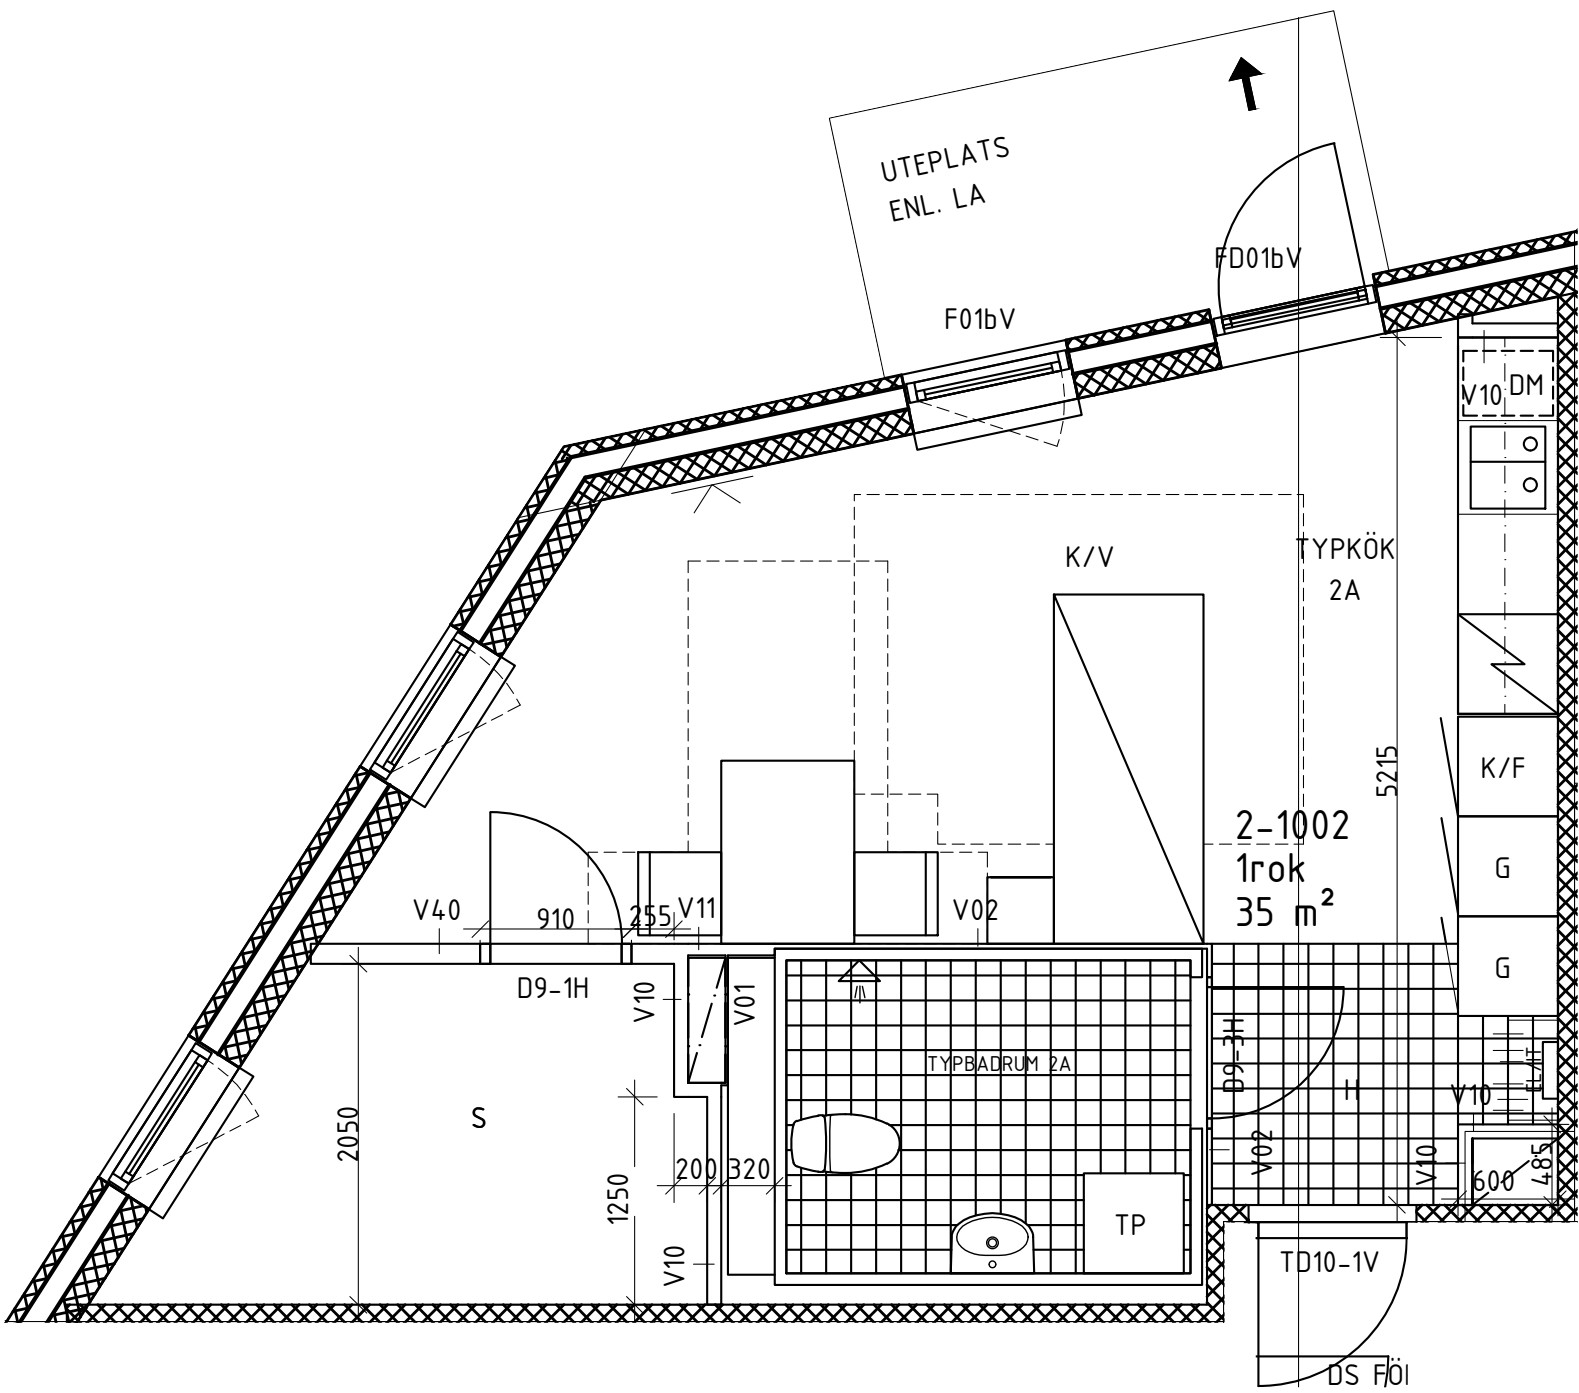 UTEPLATS
ENL. LA
FD01bV
F01bV
V10 DM
K/V
TYPKÖK
2A
5215
K/F
2-1002
1rok
35 m²
G
V40
910
255
V11
V02
G
D9-1H
V10
V01
TYPBADRUM 2A
D9-3H
H
EL/IT
V10
S
2050
200
320
1250
V02
V10
600
485
TP
V10
TD10-1V